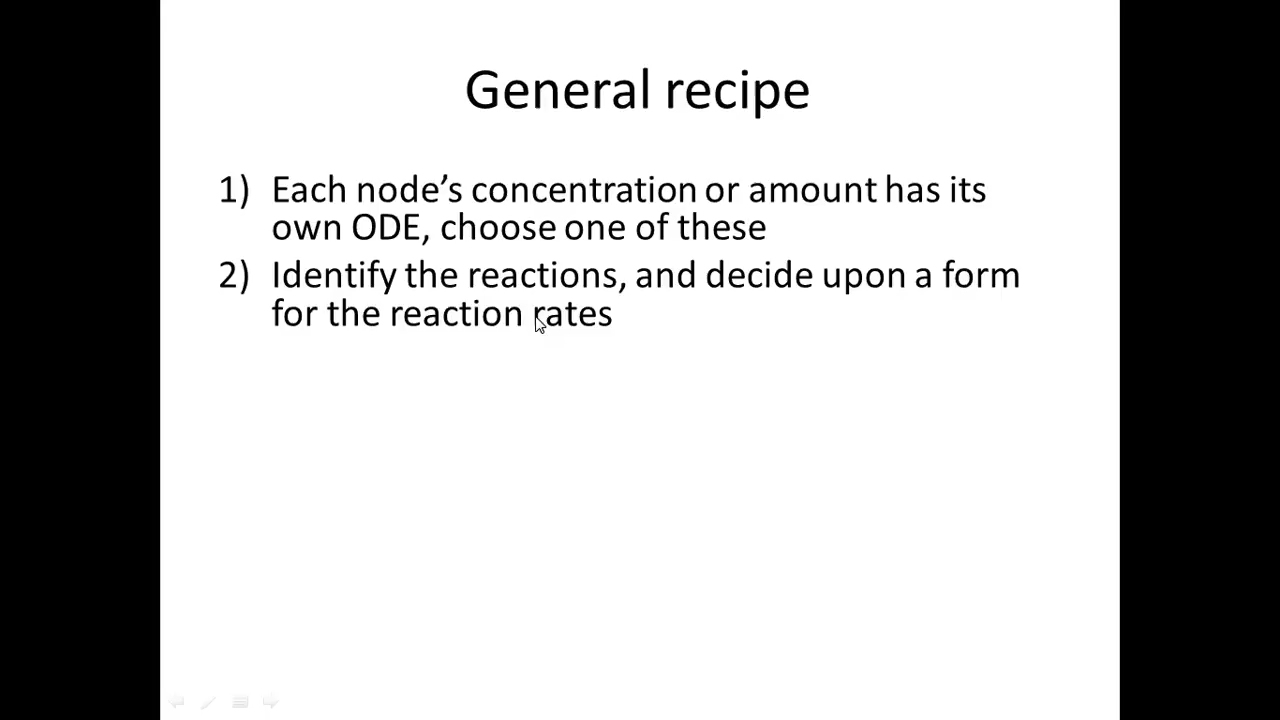 General recipe
1) Each node’s concentration or amount has its
own ODE, choose one of these
2) Identify the reactions, and decide upon a form
for the reaction rates